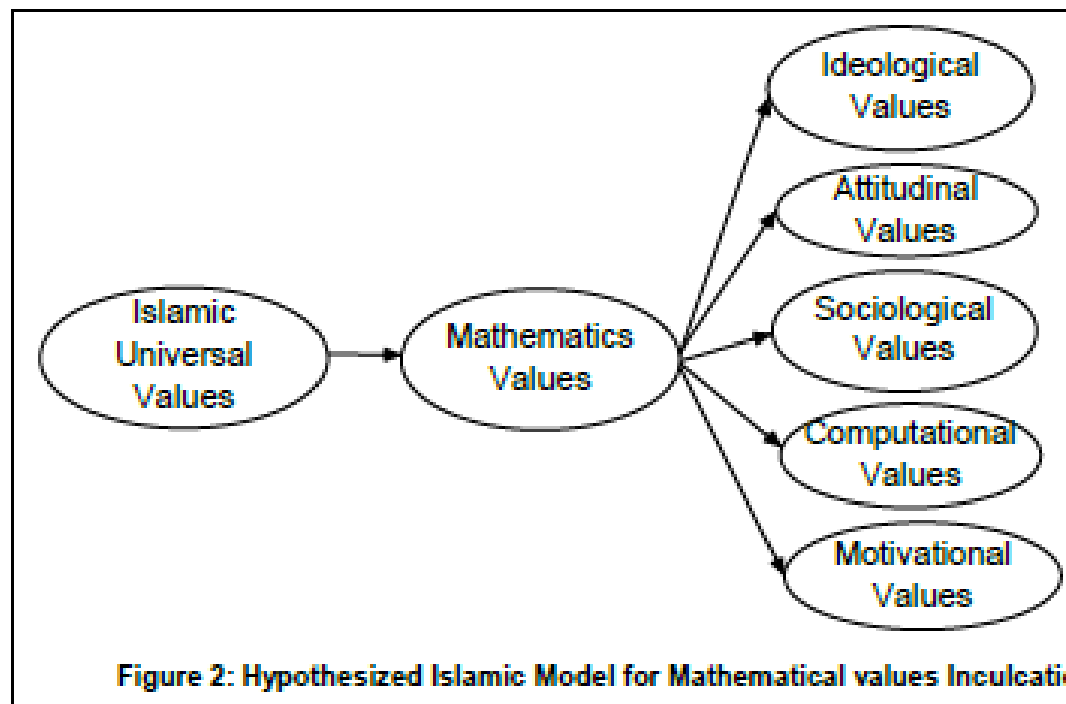 Ideological
Values
Attitudinal
Values
Sociological
Values
Islamic
Universal
Values
Mathematics
Values
Computational
Values
Motivational
Values
Figure 2: Hypothesized Islamic Model for Mathematical values Inculcati